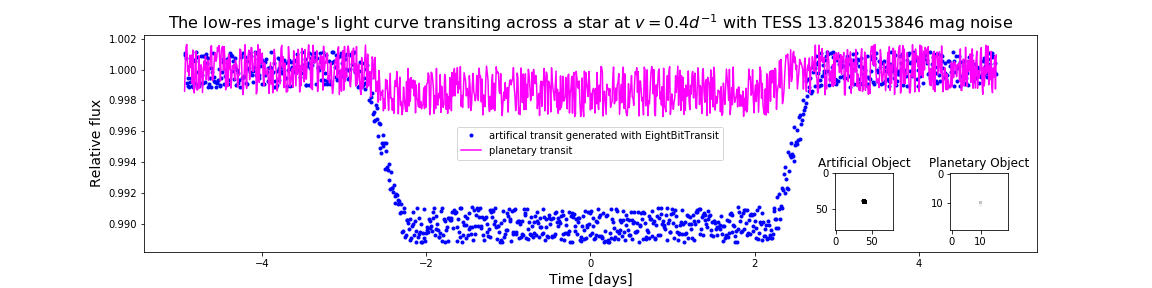 The low-res image's light curve transiting across a star at v = 0.4d⁻¹ with TESS 13.820153846 mag noise
1.002
1.000
0.998
0.996
0.994
0.992
0.990
Relative flux
artifical transit generated with EightBitTransit
planetary transit
Artificial Object
0
50
0
50
Planetary Object
0
10
0
10
−4
−2
0
2
4
Time [days]